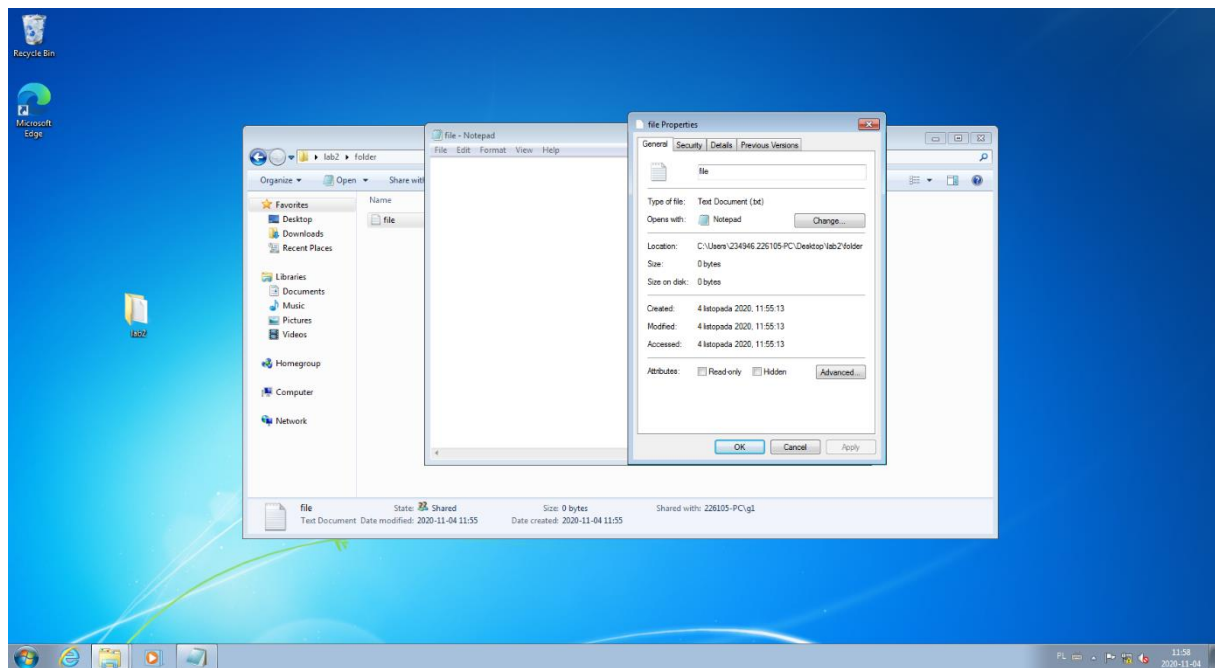 Recycle Bin
Microsoft
Edge
lab2
lab2 ▸ folder
Organize
Open
Share with
Favorites
Desktop
Downloads
Recent Places
Libraries
Documents
Music
Pictures
Videos
Homegroup
Computer
Network
Name
file
file - Notepad
File Edit Format View Help
file Properties
General Security Details Previous Versions
file
Type of file: Text Document (.txt)
Opens with: Notepad Change...
Location: C:\Users\234946.226105-PC\Desktop\lab2\folder
Size: 0 bytes
Size on disk: 0 bytes
Created: 4 listopada 2020, 11:55:13
Modified: 4 listopada 2020, 11:55:13
Accessed: 4 listopada 2020, 11:55:13
Attributes: Read-only Hidden Advanced...
OK Cancel Apply
file State: Shared Size: 0 bytes Shared with: 226105-PC\g1
Text Document Date modified: 2020-11-04 11:55 Date created: 2020-11-04 11:55
PL 11:58
2020-11-04